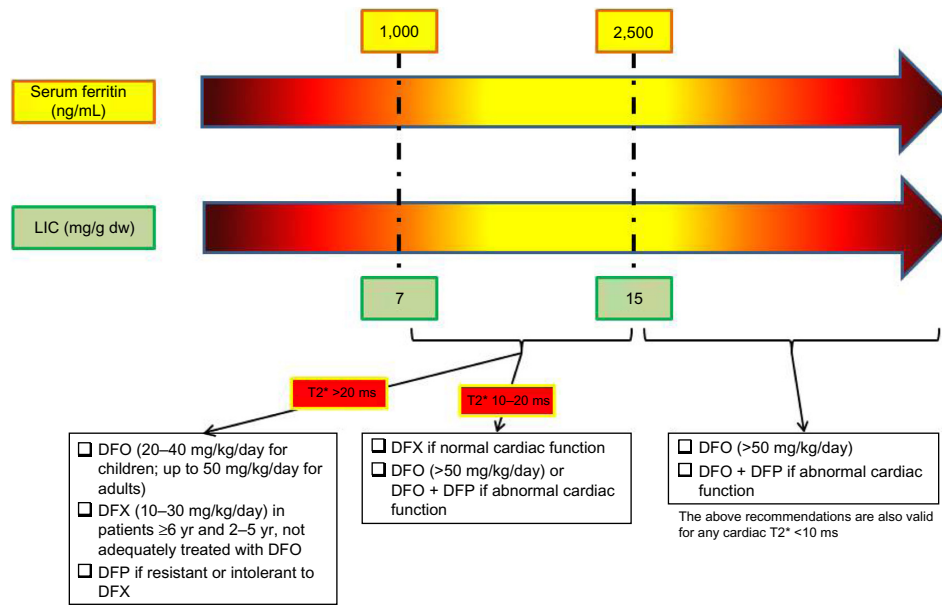 1,000
2,500
Serum ferritin
(ng/mL)
LIC (mg/g dw)
7
15
T2* >20 ms
T2* 10–20 ms
❑ DFO (20–40 mg/kg/day for
children; up to 50 mg/kg/day for
adults)
❑ DFX (10–30 mg/kg/day) in
patients ≥6 yr and 2–5 yr, not
adequately treated with DFO
❑ DFP if resistant or intolerant to
DFX
❑ DFX if normal cardiac function
❑ DFO (>50 mg/kg/day) or
DFO + DFP if abnormal cardiac
function
❑ DFO (>50 mg/kg/day)
❑ DFO + DFP if abnormal cardiac
function
The above recommendations are also valid
for any cardiac T2* <10 ms